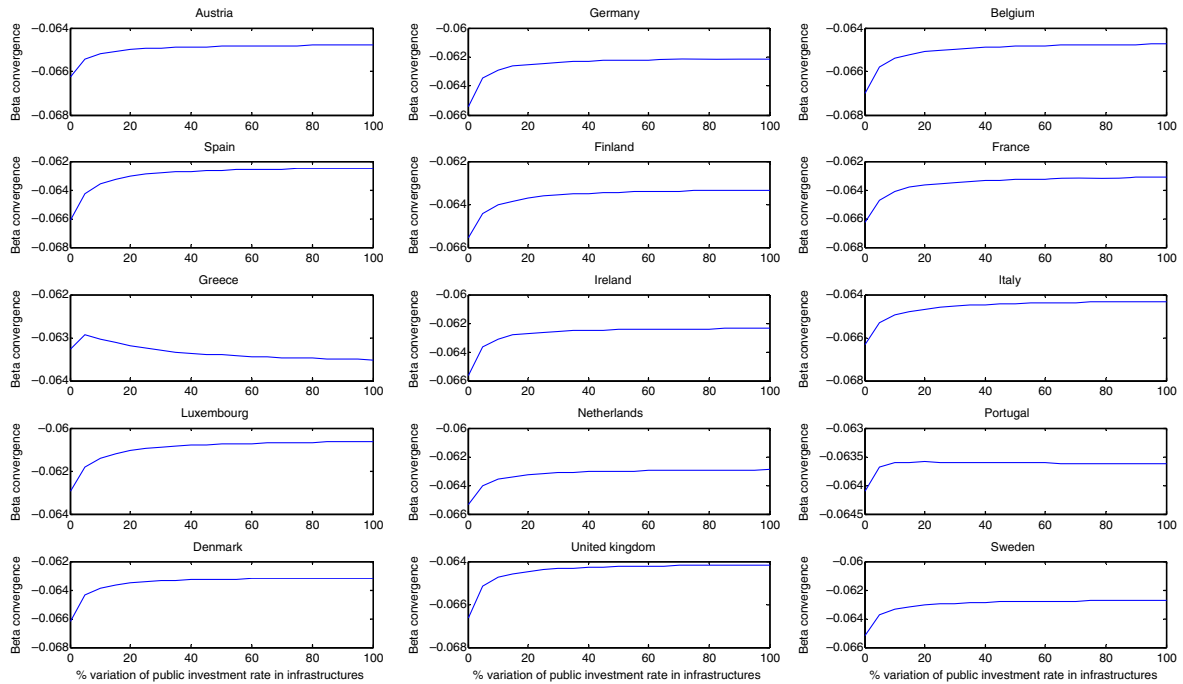 Austria
Germany
Belgium
−0.064
−0.066
−0.068
Beta convergence
0 20 40 60 80 100
−0.06
−0.062
−0.064
−0.066
Beta convergence
0 20 40 60 80 100
−0.064
−0.066
−0.068
Beta convergence
0 20 40 60 80 100
Spain
Finland
France
−0.062
−0.064
−0.066
−0.068
Beta convergence
0 20 40 60 80 100
−0.062
−0.064
−0.066
Beta convergence
0 20 40 60 80 100
−0.062
−0.064
−0.066
−0.068
Beta convergence
0 20 40 60 80 100
Greece
Ireland
Italy
−0.062
−0.063
−0.064
Beta convergence
0 20 40 60 80 100
−0.06
−0.062
−0.064
−0.066
Beta convergence
0 20 40 60 80 100
−0.064
−0.066
−0.068
Beta convergence
0 20 40 60 80 100
Luxembourg
Netherlands
Portugal
−0.06
−0.062
−0.064
Beta convergence
0 20 40 60 80 100
−0.06
−0.062
−0.064
−0.066
Beta convergence
0 20 40 60 80 100
−0.063
−0.0635
−0.064
−0.0645
Beta convergence
0 20 40 60 80 100
Denmark
United kingdom
Sweden
−0.062
−0.064
−0.066
−0.068
Beta convergence
0 20 40 60 80 100
% variation of public investment rate in infrastructures
−0.064
−0.066
−0.068
Beta convergence
0 20 40 60 80 100
% variation of public investment rate in infrastructures
−0.06
−0.062
−0.064
−0.066
Beta convergence
0 20 40 60 80 100
% variation of public investment rate in infrastructures